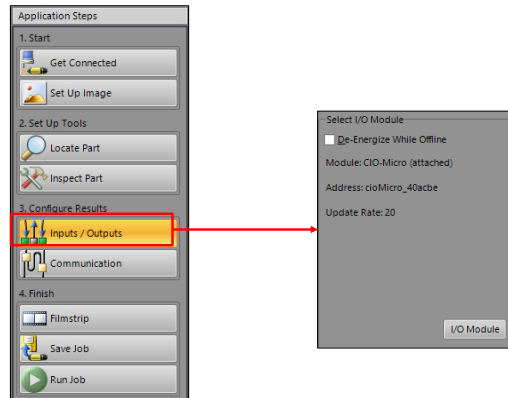 Application Steps
1. Start
Get Connected
Set Up Image
2. Set Up Tools
Locate Part
Inspect Part
3. Configure Results
Inputs / Outputs
Communication
4. Finish
Filmstrip
Save Job
Run Job
Select I/O Module
De-Energize While Offline
Module: CIO-Micro (attached)
Address: cioMicro_40acbe
Update Rate: 20
I/O Module